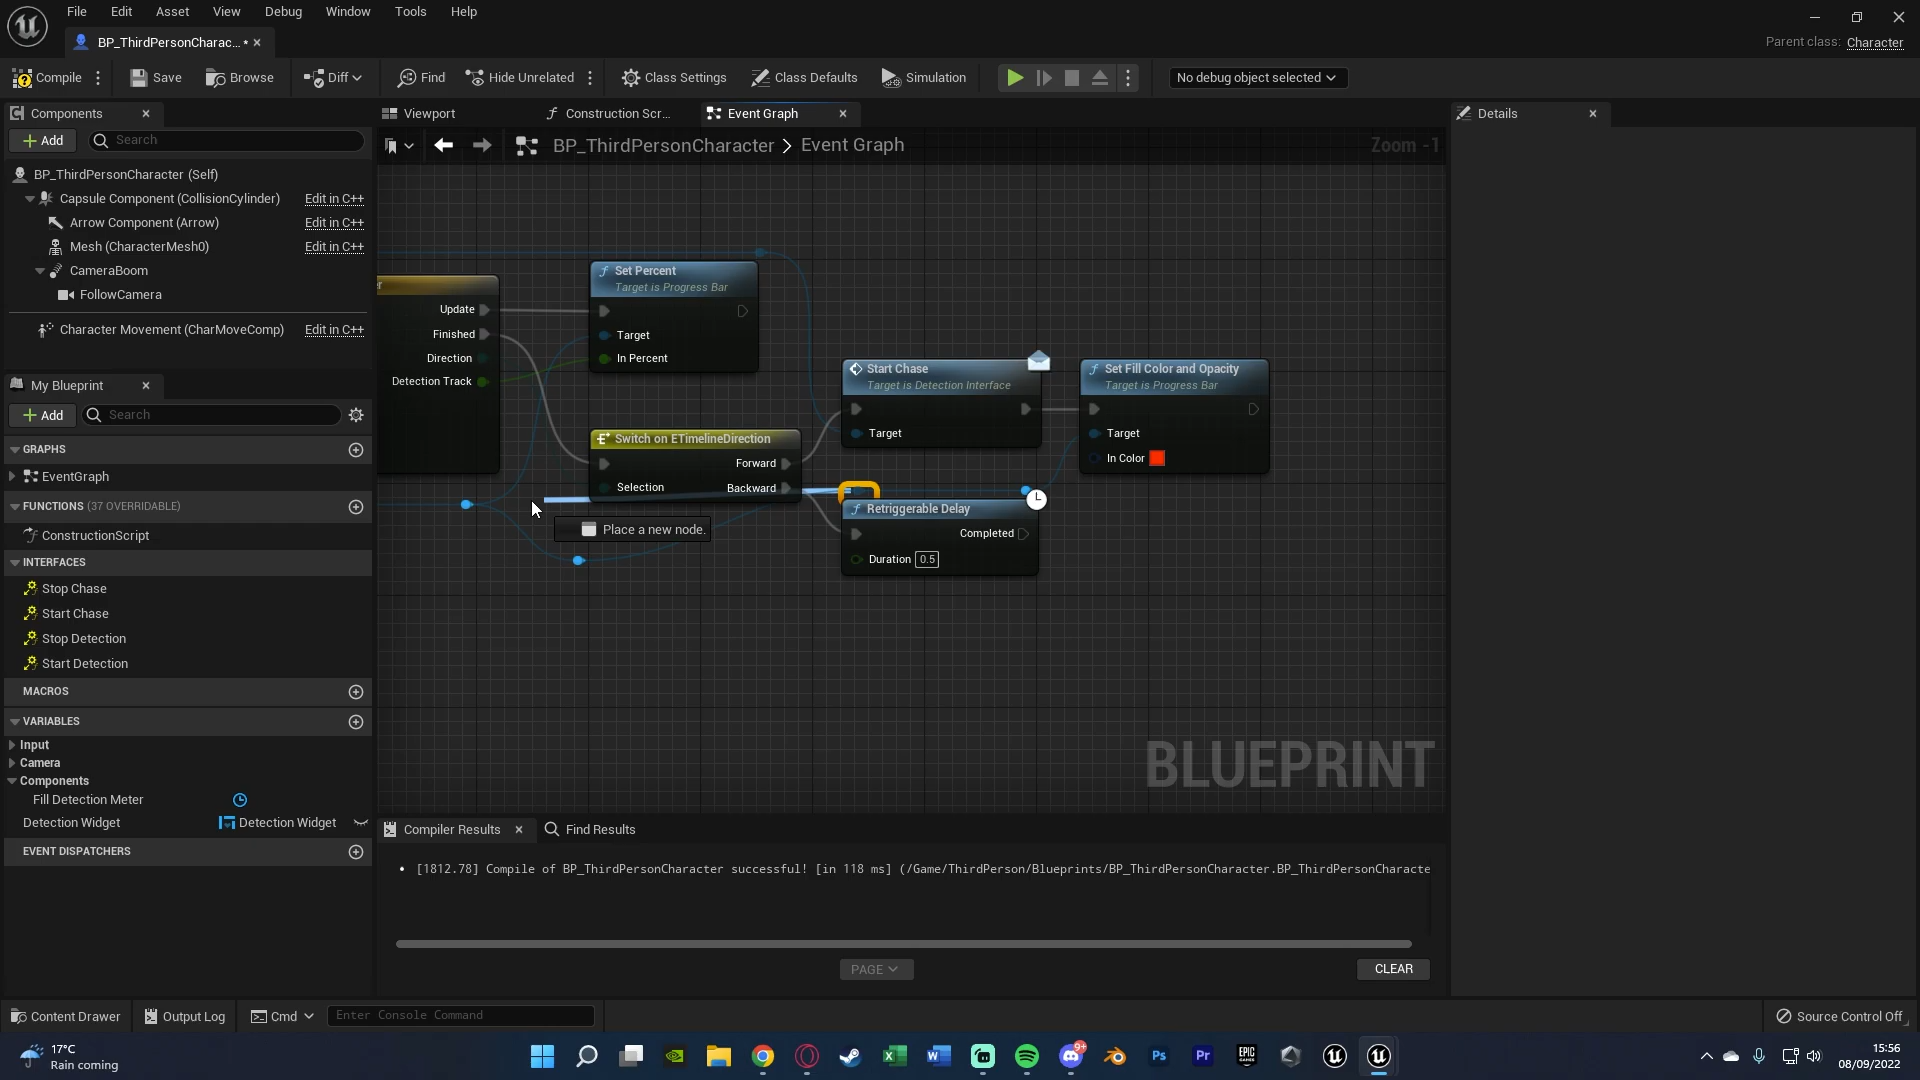 File Edit Asset View Debug Window Tools Help
BP_ThirdPersonCharac... •
Parent class: Character
Compile Save Browse Diff Find Hide Unrelated Class Settings Class Defaults Simulation No debug object selected
Components
Add Search
BP_ThirdPersonCharacter (Self)
Capsule Component (CollisionCylinder) Edit in C++
Arrow Component (Arrow) Edit in C++
Mesh (CharacterMesh0) Edit in C++
CameraBoom
FollowCamera
Character Movement (CharMoveComp) Edit in C++
My Blueprint
Add Search
GRAPHS
EventGraph
FUNCTIONS (37 OVERRIDABLE)
ConstructionScript
INTERFACES
Stop Chase
Start Chase
Stop Detection
Start Detection
MACROS
VARIABLES
Input
Camera
Components
Fill Detection Meter
Detection Widget Detection Widget
EVENT DISPATCHERS
Viewport Construction Scr... Event Graph
BP_ThirdPersonCharacter > Event Graph
Zoom -1
r
Update
Finished
Direction
Detection Track
Set Percent
Target is Progress Bar
Target
In Percent
Switch on ETimelineDirection
Forward
Selection Backward
Place a new node.
Start Chase
Target is Detection Interface
Target
Set Fill Color and Opacity
Target is Progress Bar
Target
In Color
Retriggerable Delay
Completed
Duration 0.5
BLUEPRINT
Details
Compiler Results Find Results
• [1812.78] Compile of BP_ThirdPersonCharacter successful! [in 118 ms] (/Game/ThirdPerson/Blueprints/BP_ThirdPersonCharacter.BP_ThirdPersonCharacte
PAGE CLEAR
Content Drawer Output Log Cmd Enter Console Command Source Control Off
17°C
Rain coming
9+
Ps Pr
EPIC
GAMES
15:56
08/09/2022